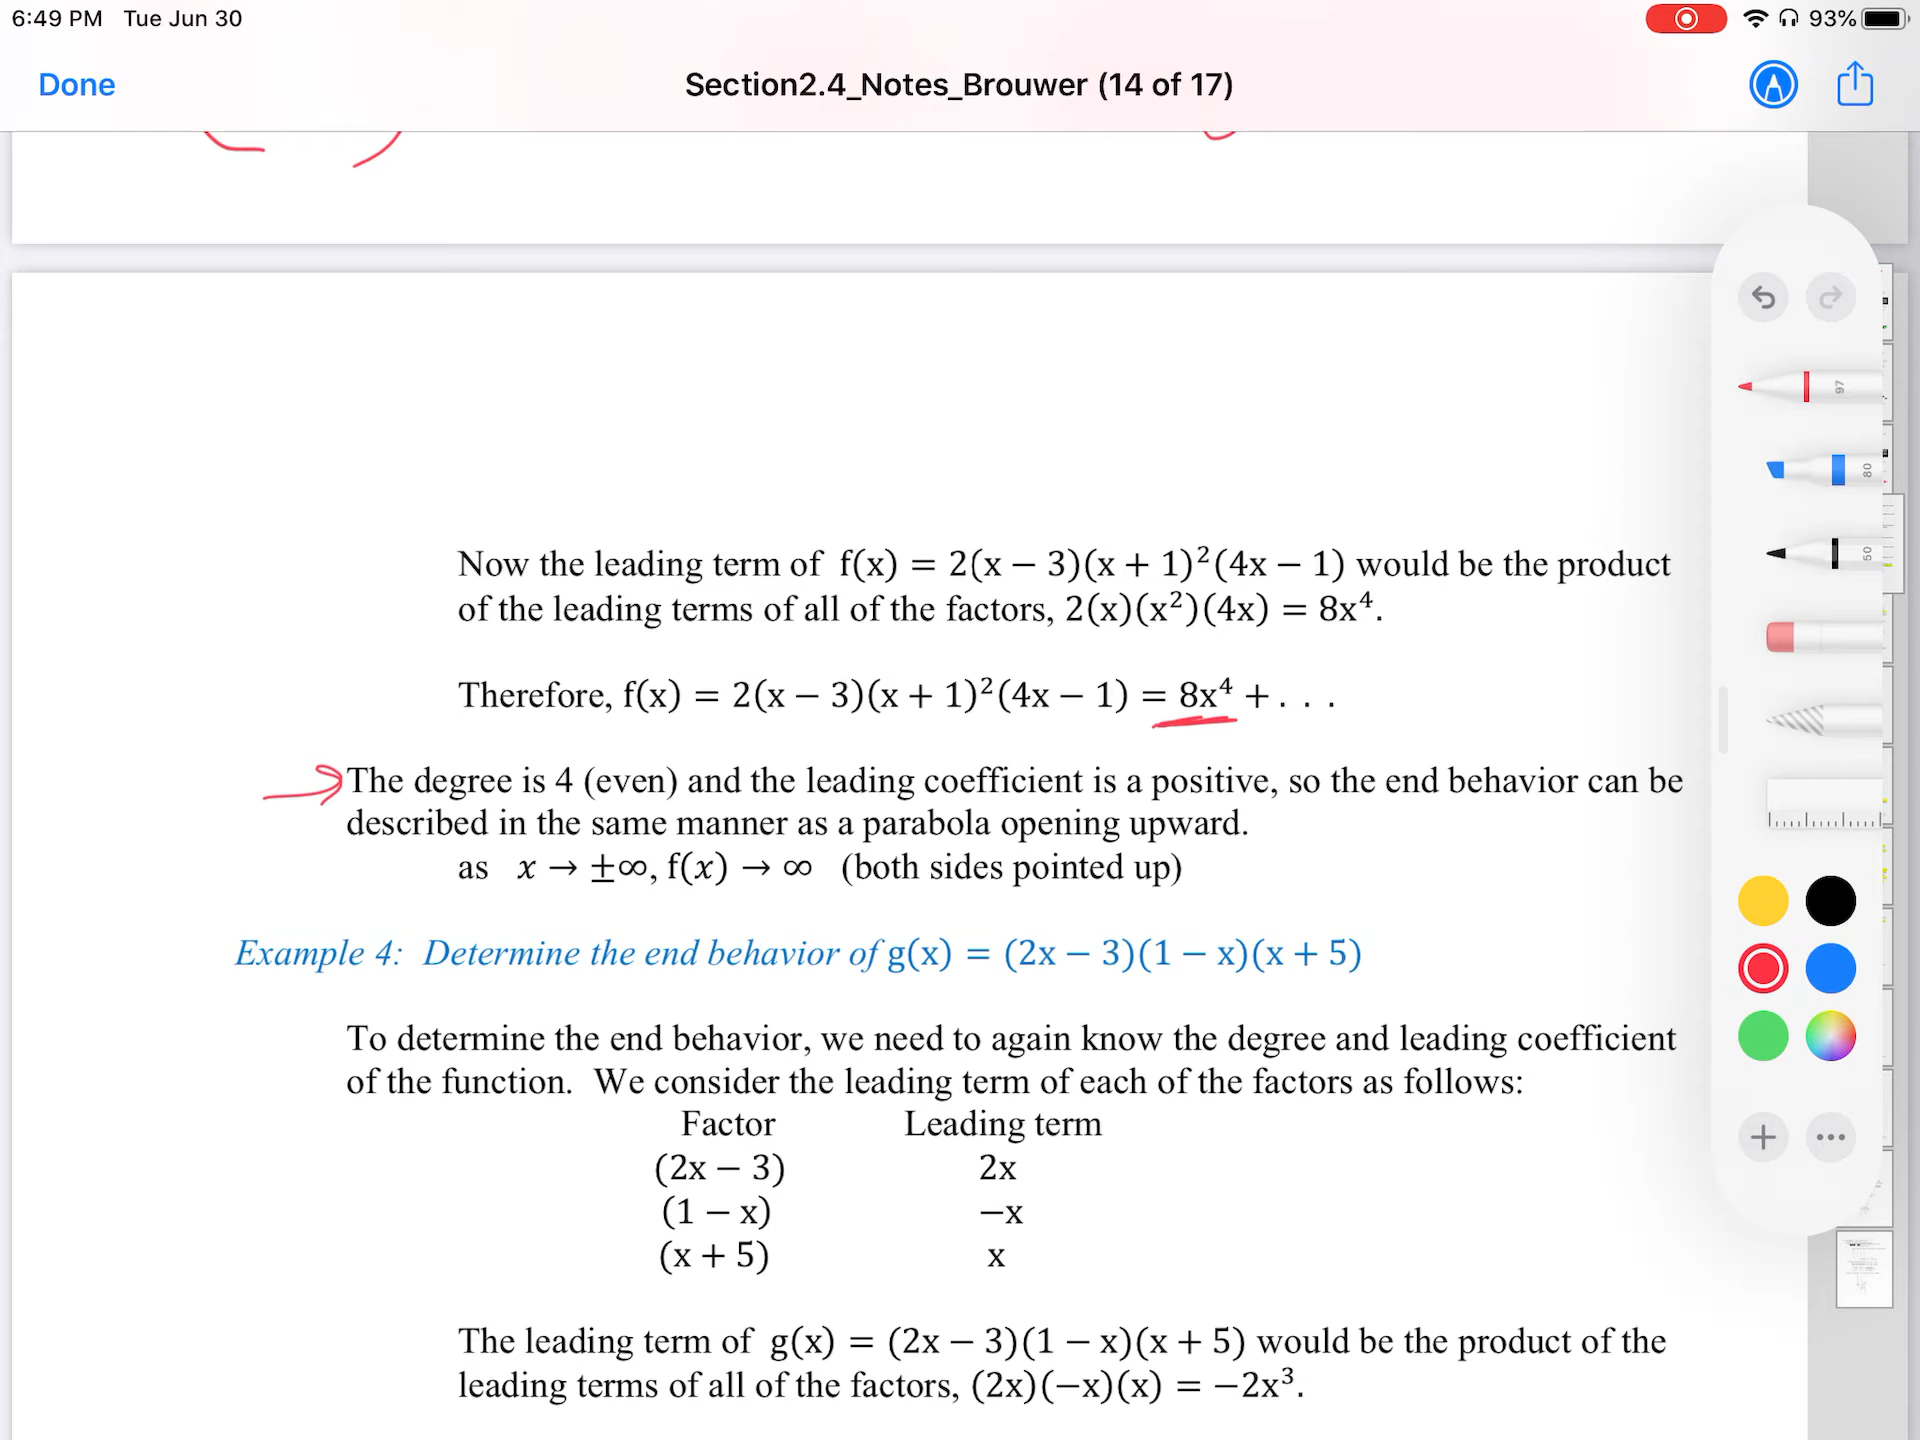 6:49 PM Tue Jun 30
93%
Done
Section2.4_Notes_Brouwer (14 of 17)
97
80
50
Now the leading term of f(x) = 2(x − 3)(x + 1)²(4x − 1) would be the product
of the leading terms of all of the factors, 2(x)(x²)(4x) = 8x⁴.
Therefore, f(x) = 2(x − 3)(x + 1)²(4x − 1) = 8x⁴ + . . .
The degree is 4 (even) and the leading coefficient is a positive, so the end behavior can be
described in the same manner as a parabola opening upward.
as x → ±∞, f(x) → ∞ (both sides pointed up)
Example 4: Determine the end behavior of g(x) = (2x − 3)(1 − x)(x + 5)
To determine the end behavior, we need to again know the degree and leading coefficient
of the function. We consider the leading term of each of the factors as follows:
Factor Leading term
(2x − 3) 2x
(1 − x) −x
(x + 5) x
The leading term of g(x) = (2x − 3)(1 − x)(x + 5) would be the product of the
leading terms of all of the factors, (2x)(−x)(x) = −2x³.